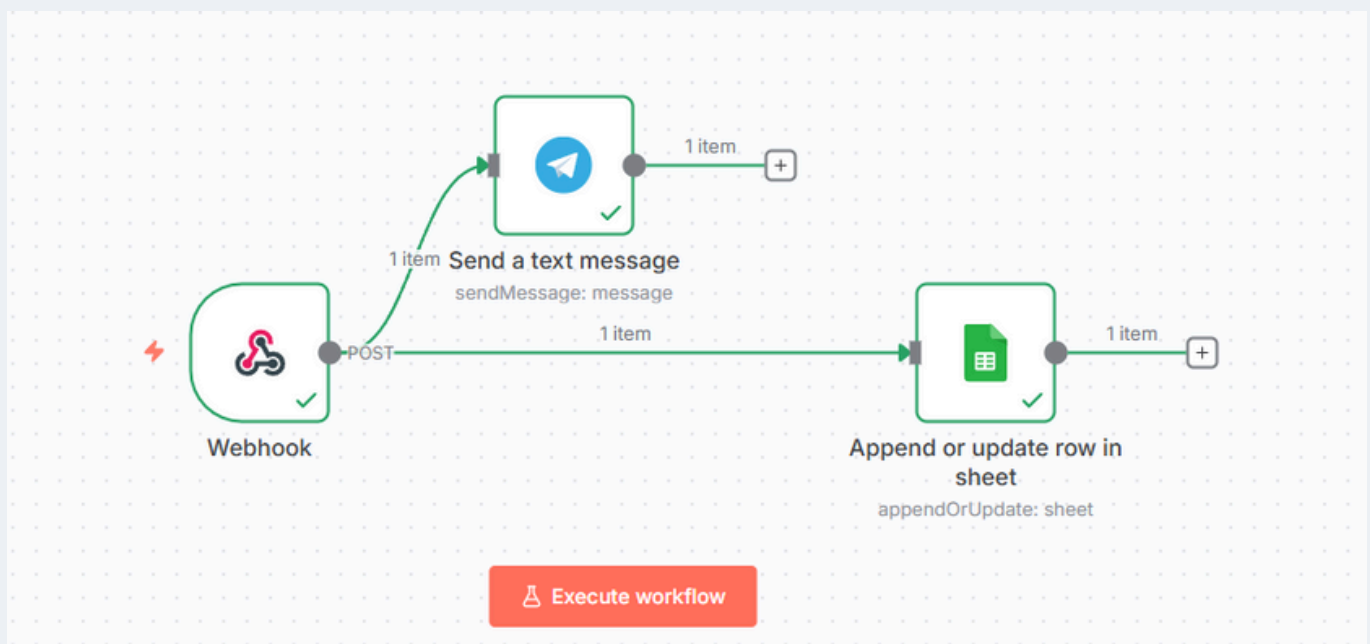 1 item
1 item
Send a text message
sendMessage: message
1 item
1 item
POST
Webhook
Append or update row in
sheet
appendOrUpdate: sheet
Execute workflow